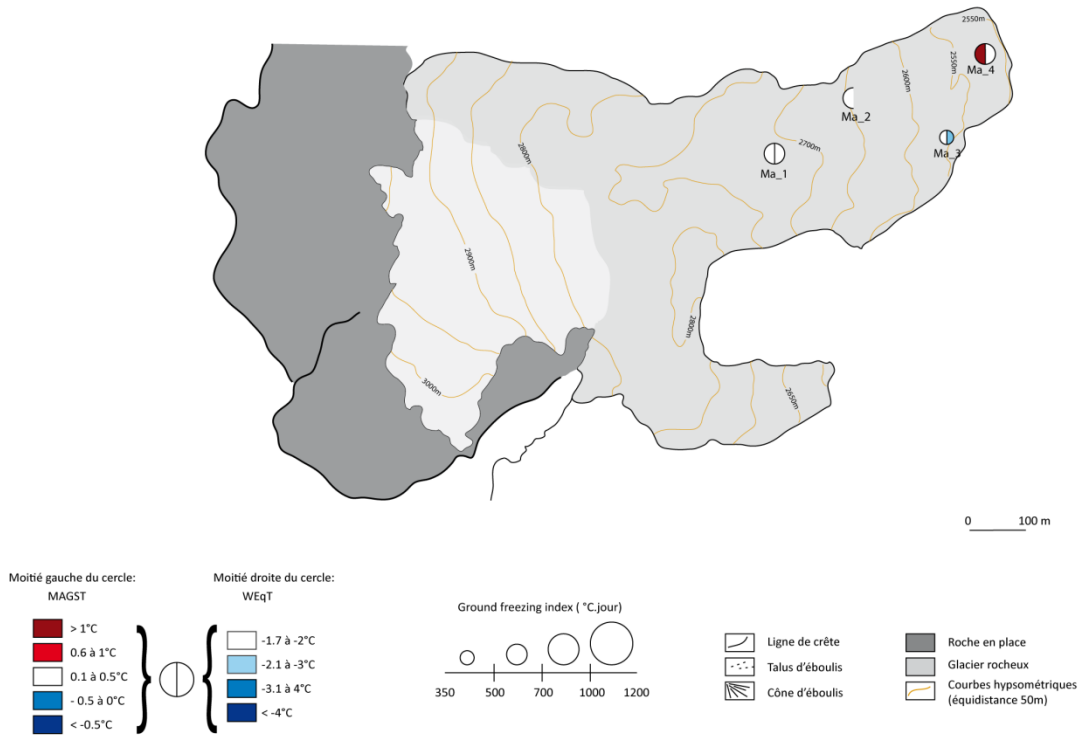 2550m
2550m
Ma_4
2600m
Ma_2
2700m
Ma_3
Ma_1
2800m
2900m
2800m
3000m
2650m
0 100 m
Moitié gauche du cercle:
MAGST
> 1°C
0.6 à 1°C
0.1 à 0.5°C
- 0.5 à 0°C
< -0.5°C
Moitié droite du cercle:
WEqT
-1.7 à -2°C
-2.1 à -3°C
-3.1 à 4°C
< -4°C
Ground freezing index ( °C.jour)
350 500 700 1000 1200
Ligne de crête
Talus d'éboulis
Cône d'éboulis
Roche en place
Glacier rocheux
Courbes hypsométriques
(équidistance 50m)